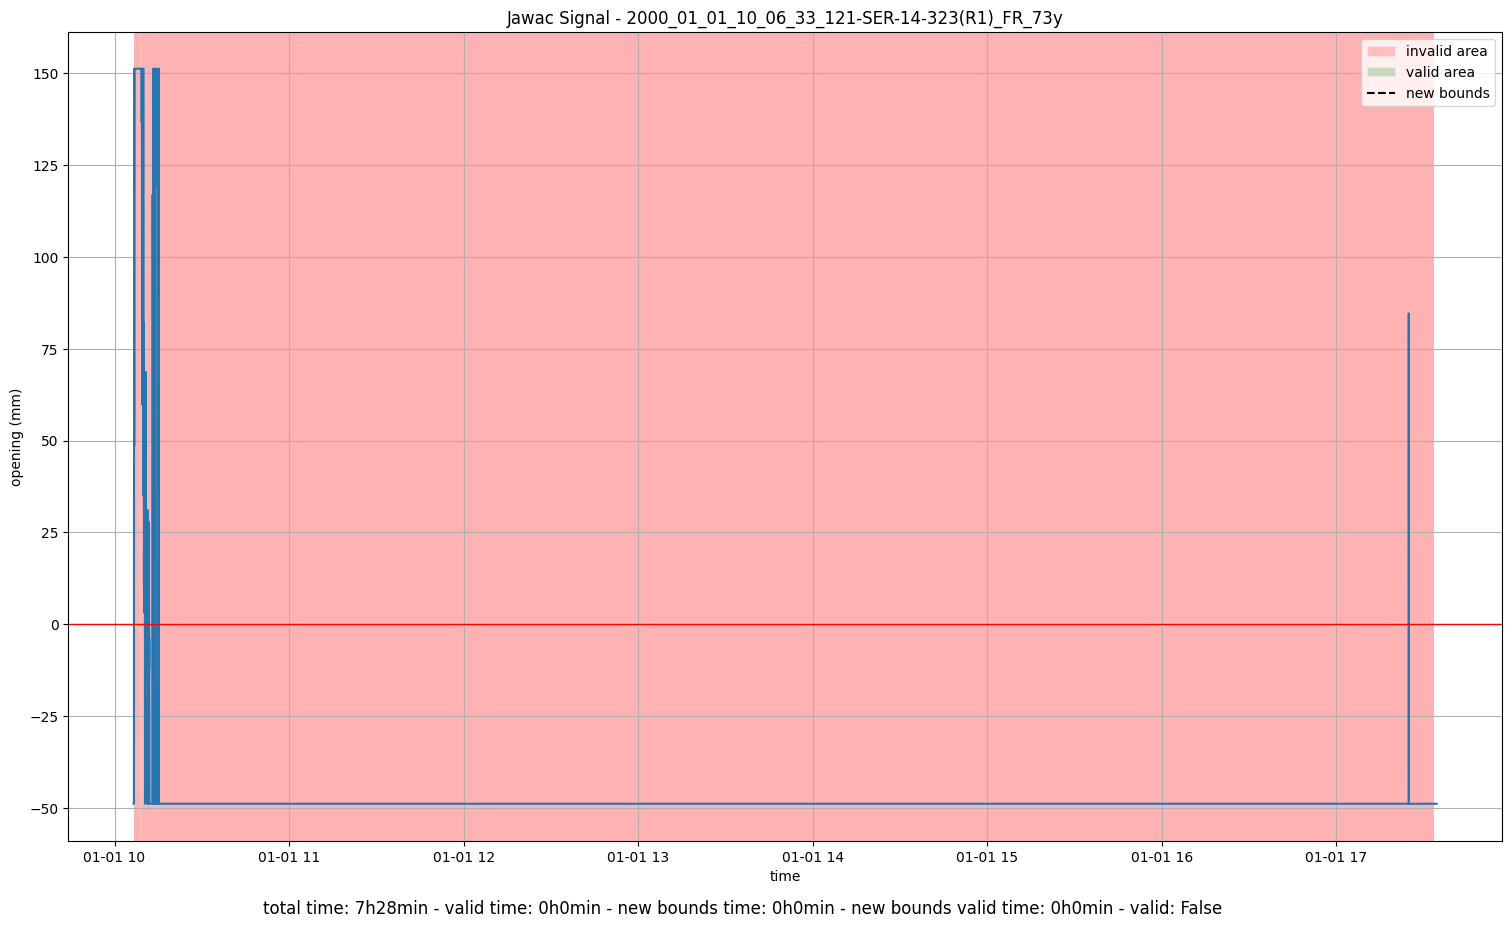 Jawac Signal - 2000_01_01_10_06_33_121-SER-14-323(R1)_FR_73y
invalid area
valid area
new bounds
opening (mm)
150
125
100
75
50
25
0
−25
−50
01-01 10
01-01 11
01-01 12
01-01 13
01-01 14
01-01 15
01-01 16
01-01 17
time
total time: 7h28min - valid time: 0h0min - new bounds time: 0h0min - new bounds valid time: 0h0min - valid: False